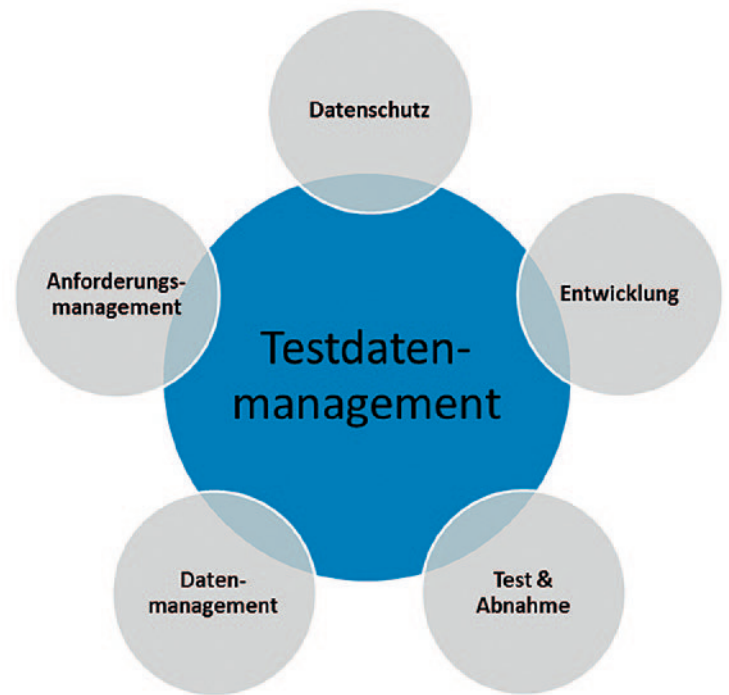 Datenschutz
Anforderungs-
management
Entwicklung
Testdaten-
management
Daten-
management
Test &
Abnahme